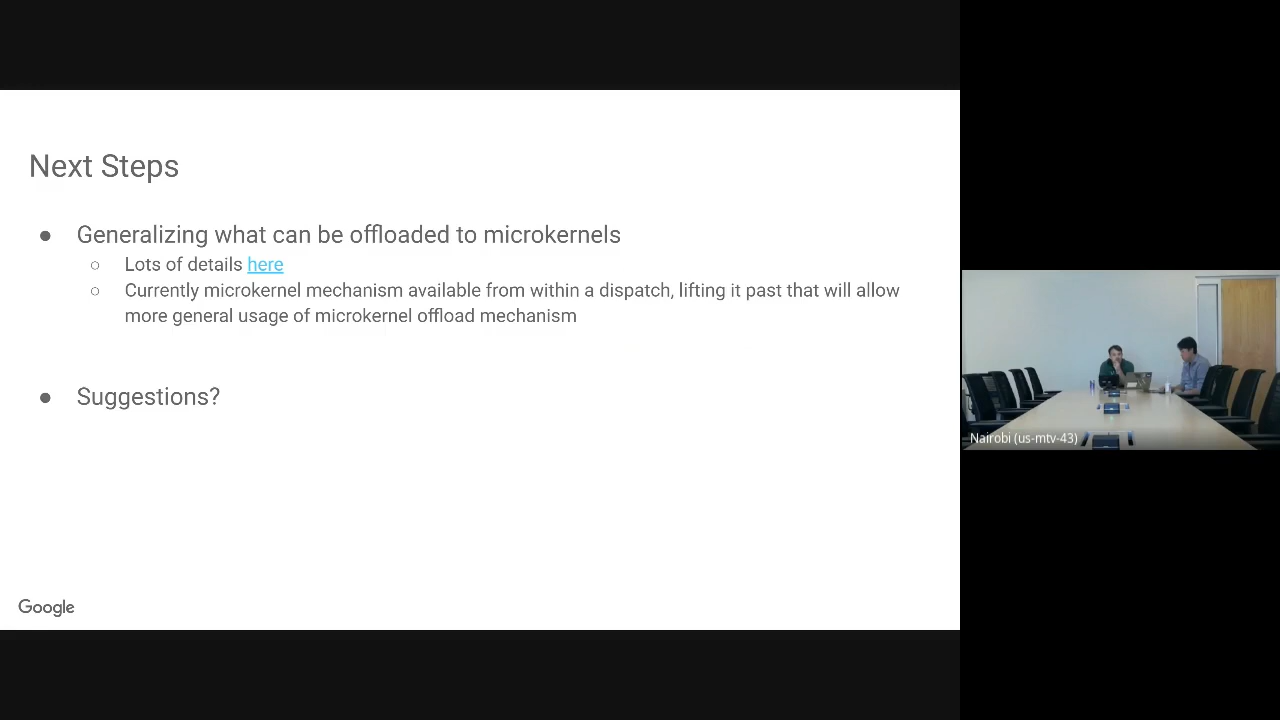 Next Steps
● Generalizing what can be offloaded to microkernels
○ Lots of details here
○ Currently microkernel mechanism available from within a dispatch, lifting it past that will allow
more general usage of microkernel offload mechanism
● Suggestions?
Google
Nairobi (us-mtv-43)